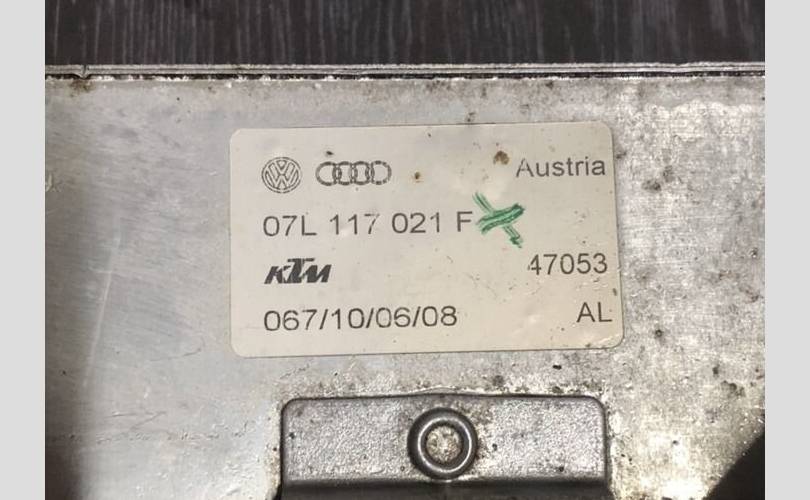 Austria
07L 117 021 F
KTM 47053
067/10/06/08 AL